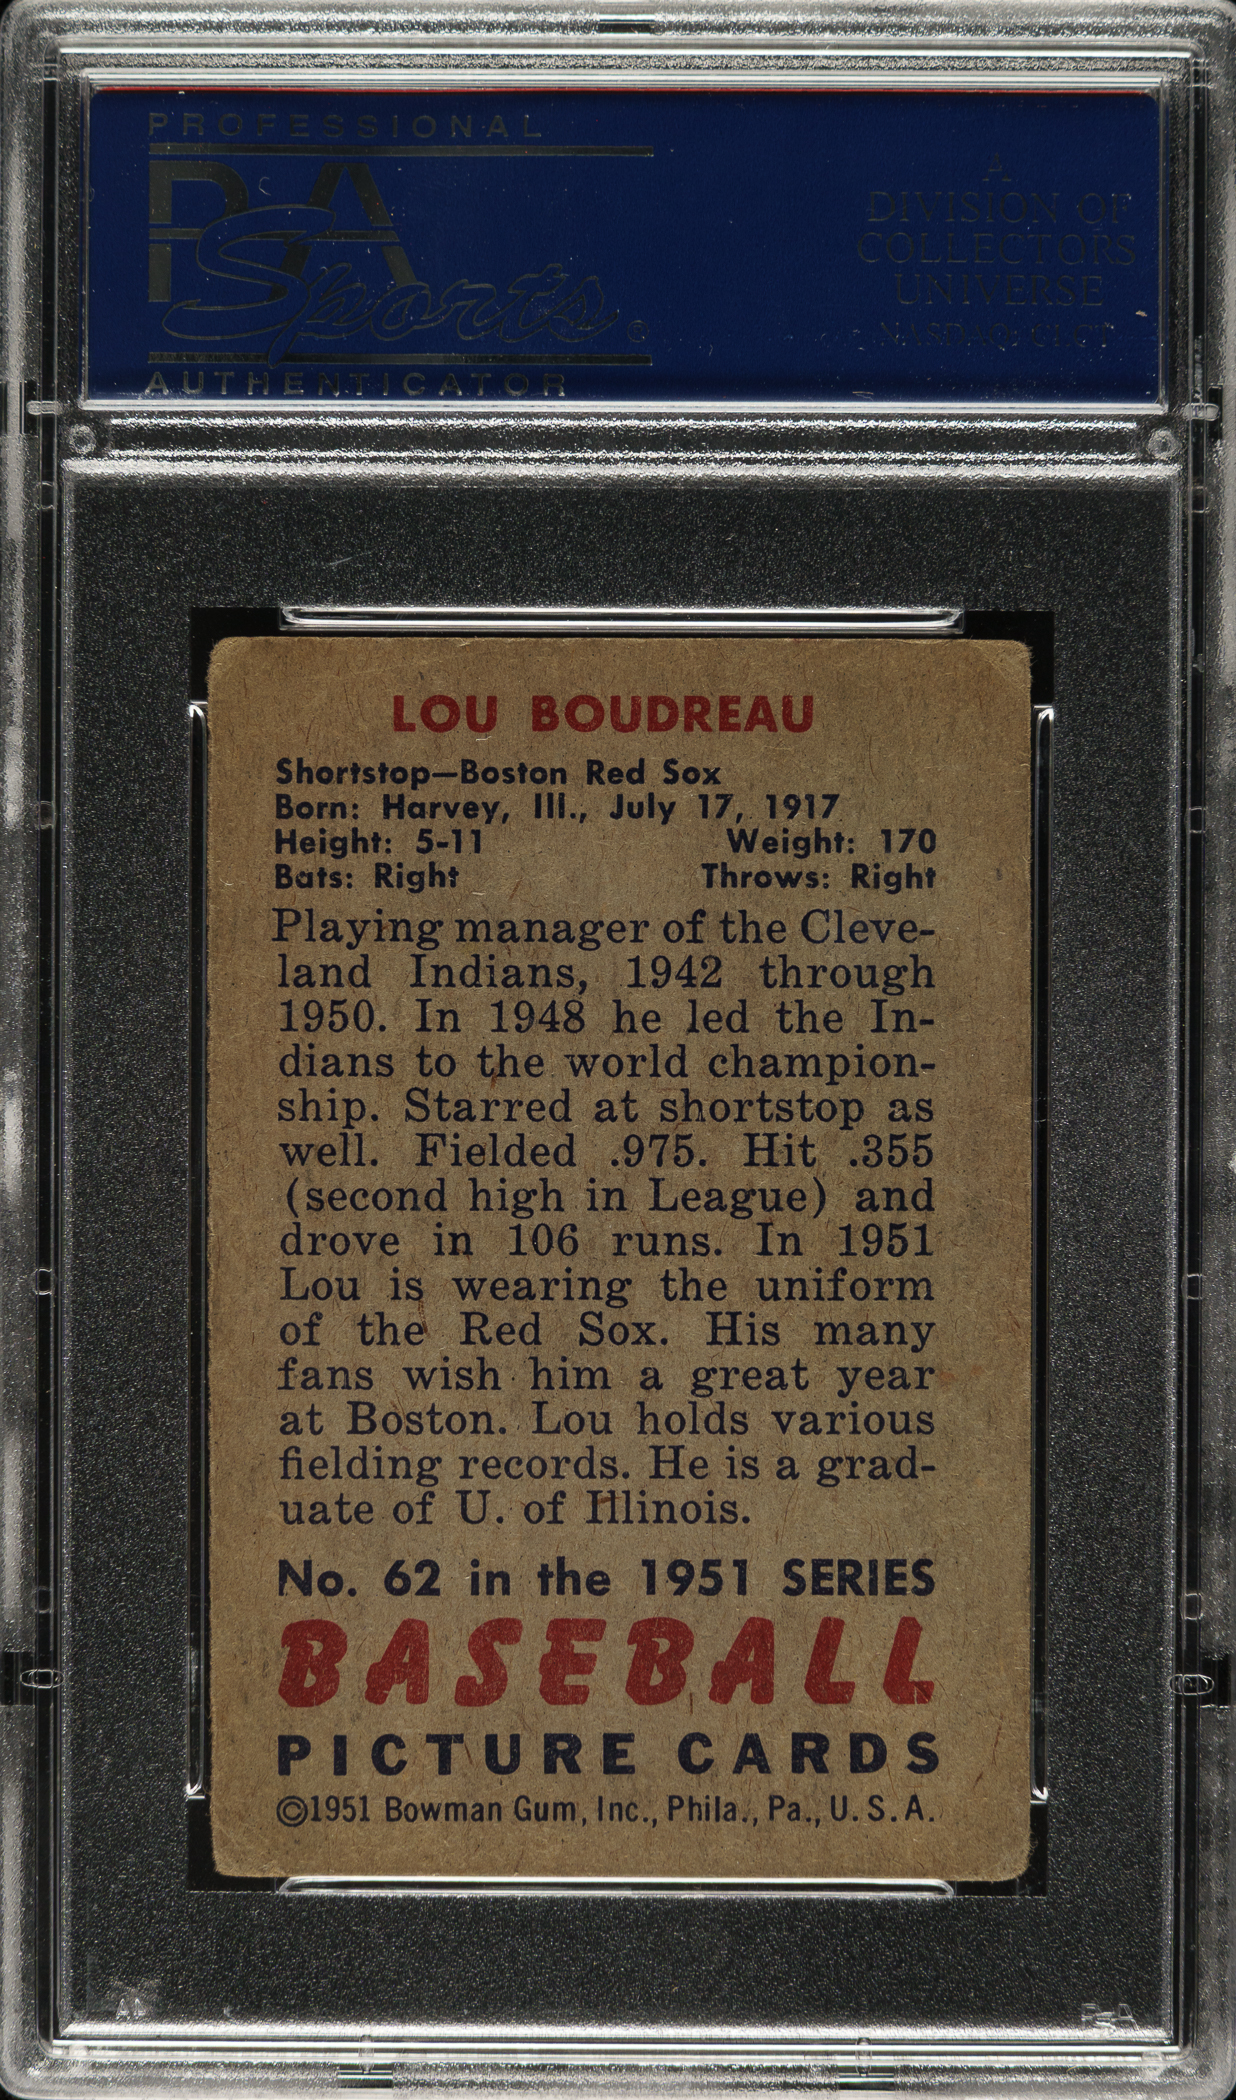 PROFESSIONAL
PSA
Sports ©
AUTHENTICATOR
A
DIVISION OF
COLLECTORS
UNIVERSE
NASDAQ: CLCT
LOU BOUDREAU
Shortstop—Boston Red Sox
Born: Harvey, Ill., July 17, 1917
Height: 5-11 Weight: 170
Bats: Right Throws: Right
Playing manager of the Cleve-
land Indians, 1942 through
1950. In 1948 he led the In-
dians to the world champion-
ship. Starred at shortstop as
well. Fielded .975. Hit .355
(second high in League) and
drove in 106 runs. In 1951
Lou is wearing the uniform
of the Red Sox. His many
fans wish him a great year
at Boston. Lou holds various
fielding records. He is a grad-
uate of U. of Illinois.
No. 62 in the 1951 SERIES
BASEBALL
PICTURE CARDS
©1951 Bowman Gum, Inc., Phila., Pa., U.S.A.
PSA